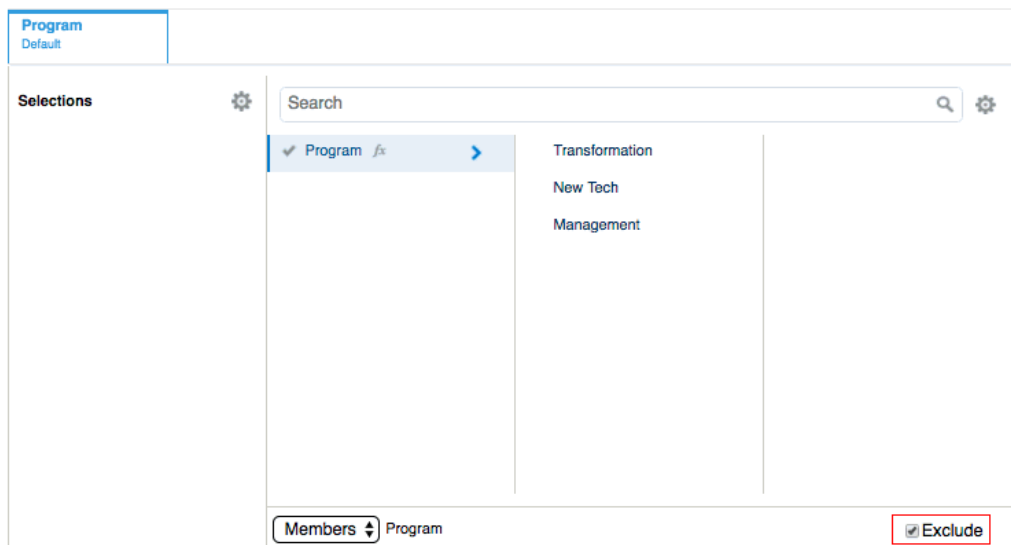 Program
Default
Selections
Search
Program fx
Transformation
New Tech
Management
Members Program
Exclude